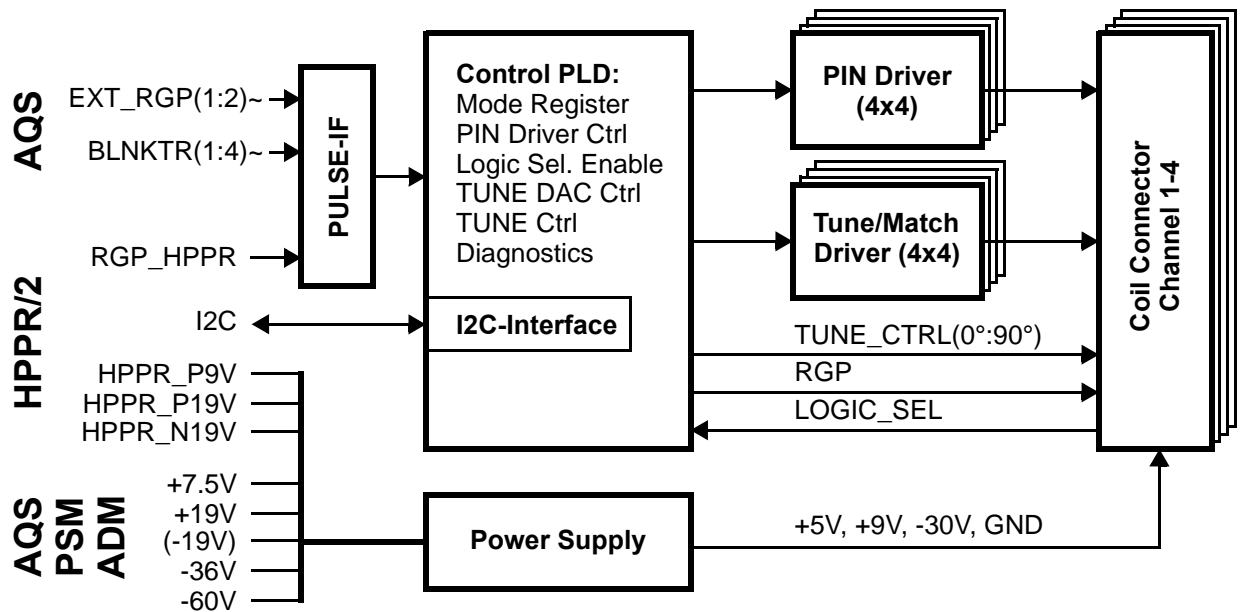 AQS
EXT_RGP(1:2)~
BLNKTR(1:4)~
RGP_HPPR
PULSE-IF
HPPR/2
I2C
HPPR_P9V
HPPR_P19V
HPPR_N19V
AQS
PSM
ADM
+7.5V
+19V
(-19V)
-36V
-60V
Control PLD:
Mode Register
PIN Driver Ctrl
Logic Sel. Enable
TUNE DAC Ctrl
TUNE Ctrl
Diagnostics
I2C-Interface
Power Supply
PIN Driver
(4x4)
Tune/Match
Driver (4x4)
TUNE_CTRL(0°:90°)
RGP
LOGIC_SEL
+5V, +9V, -30V, GND
Coil Connector
Channel 1-4